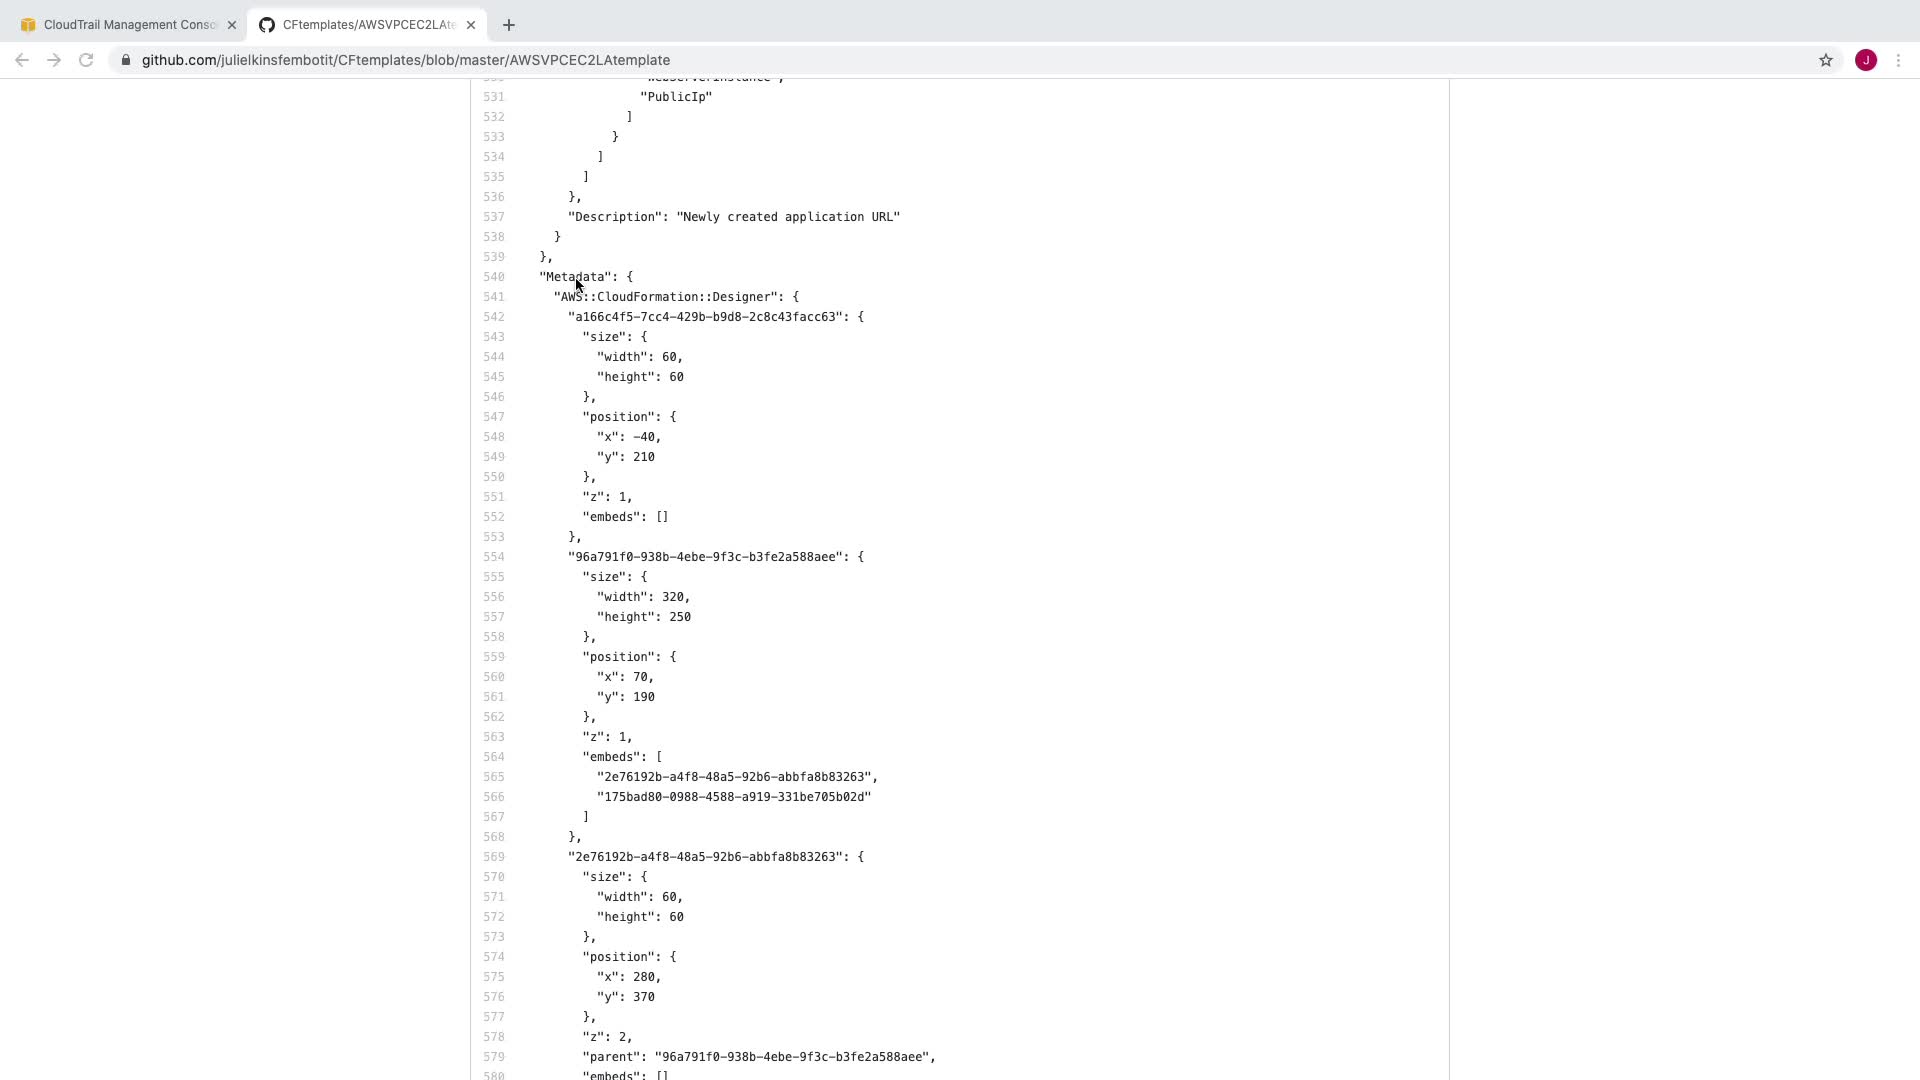 CloudTrail Management Conso
CFtemplates/AWSVPCEC2LAte
github.com/julielkinsfembotit/CFtemplates/blob/master/AWSVPCEC2LAtemplate
J
530 "WebServerInstance",
531 "PublicIp"
532 ]
533 }
534 ]
535 ]
536 },
537 "Description": "Newly created application URL"
538 }
539 },
540 "Metadata": {
541 "AWS::CloudFormation::Designer": {
542 "a166c4f5-7cc4-429b-b9d8-2c8c43facc63": {
543 "size": {
544 "width": 60,
545 "height": 60
546 },
547 "position": {
548 "x": -40,
549 "y": 210
550 },
551 "z": 1,
552 "embeds": []
553 },
554 "96a791f0-938b-4ebe-9f3c-b3fe2a588aee": {
555 "size": {
556 "width": 320,
557 "height": 250
558 },
559 "position": {
560 "x": 70,
561 "y": 190
562 },
563 "z": 1,
564 "embeds": [
565 "2e76192b-a4f8-48a5-92b6-abbfa8b83263",
566 "175bad80-0988-4588-a919-331be705b02d"
567 ]
568 },
569 "2e76192b-a4f8-48a5-92b6-abbfa8b83263": {
570 "size": {
571 "width": 60,
572 "height": 60
573 },
574 "position": {
575 "x": 280,
576 "y": 370
577 },
578 "z": 2,
579 "parent": "96a791f0-938b-4ebe-9f3c-b3fe2a588aee",
580 "embeds": []